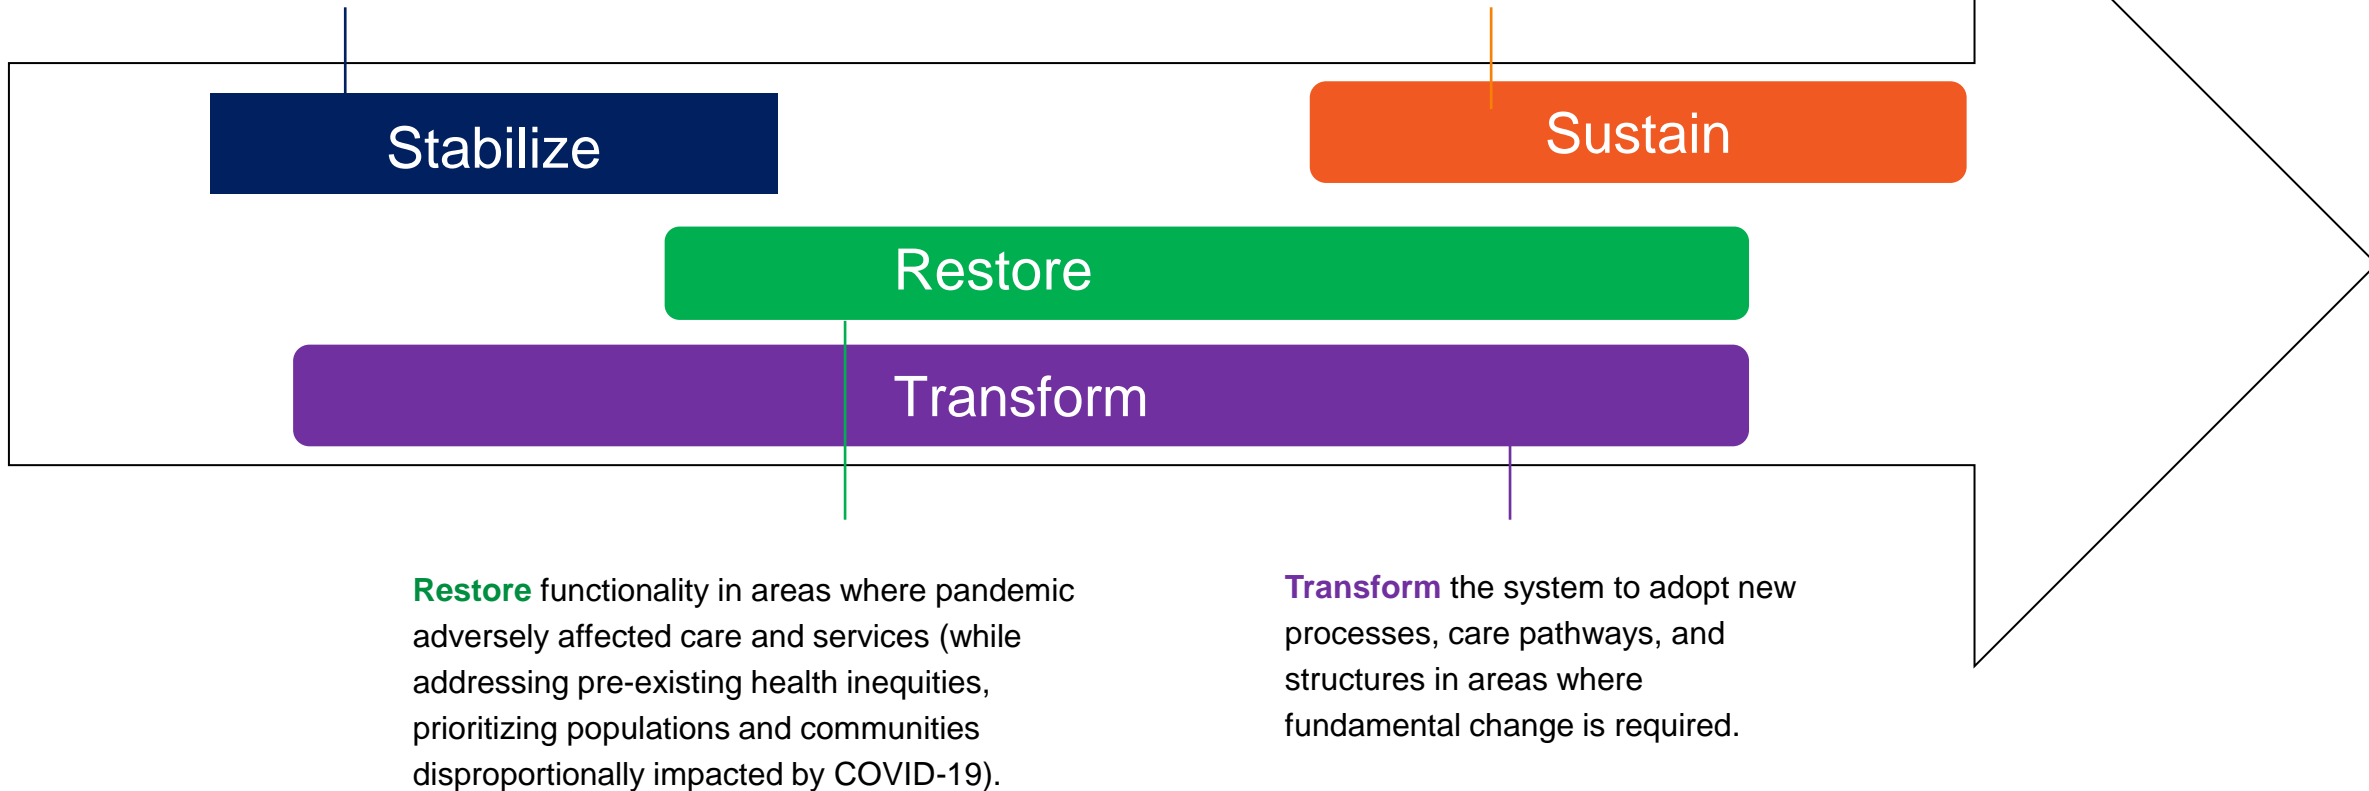 Stabilize
Sustain
Restore
Transform
Restore functionality in areas where pandemic
adversely affected care and services (while
addressing pre-existing health inequities,
prioritizing populations and communities
disproportionally impacted by COVID-19).
Transform the system to adopt new
processes, care pathways, and
structures in areas where
fundamental change is required.